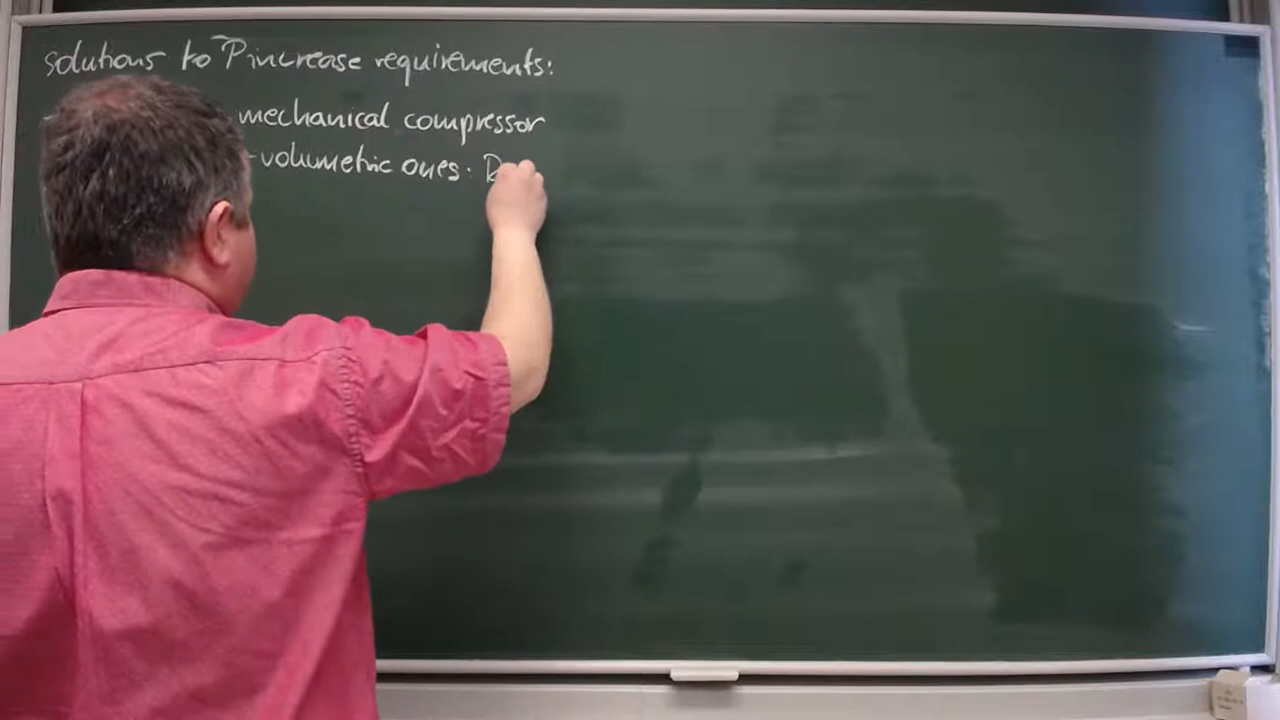 solutions to P increase requirements:
mechanical compressor
- volumetric ones: